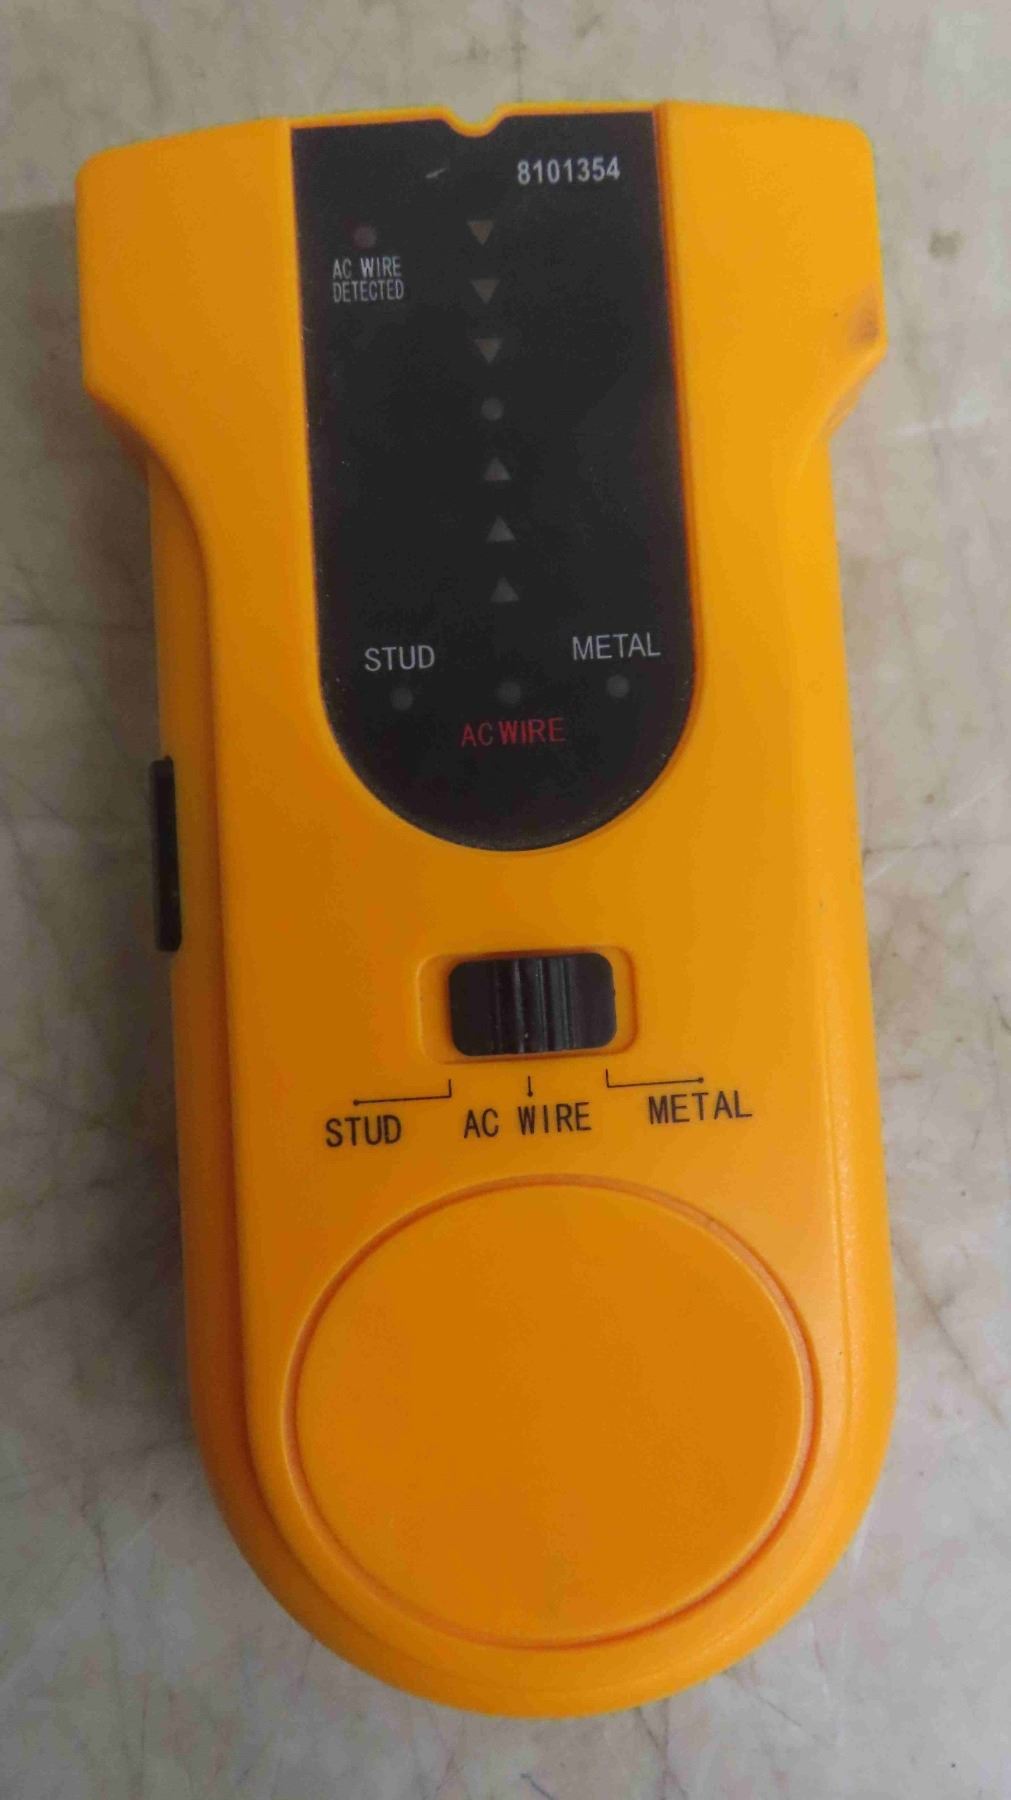 8101354
AC WIRE
DETECTED
STUD
METAL
AC WIRE
STUD
AC WIRE
METAL